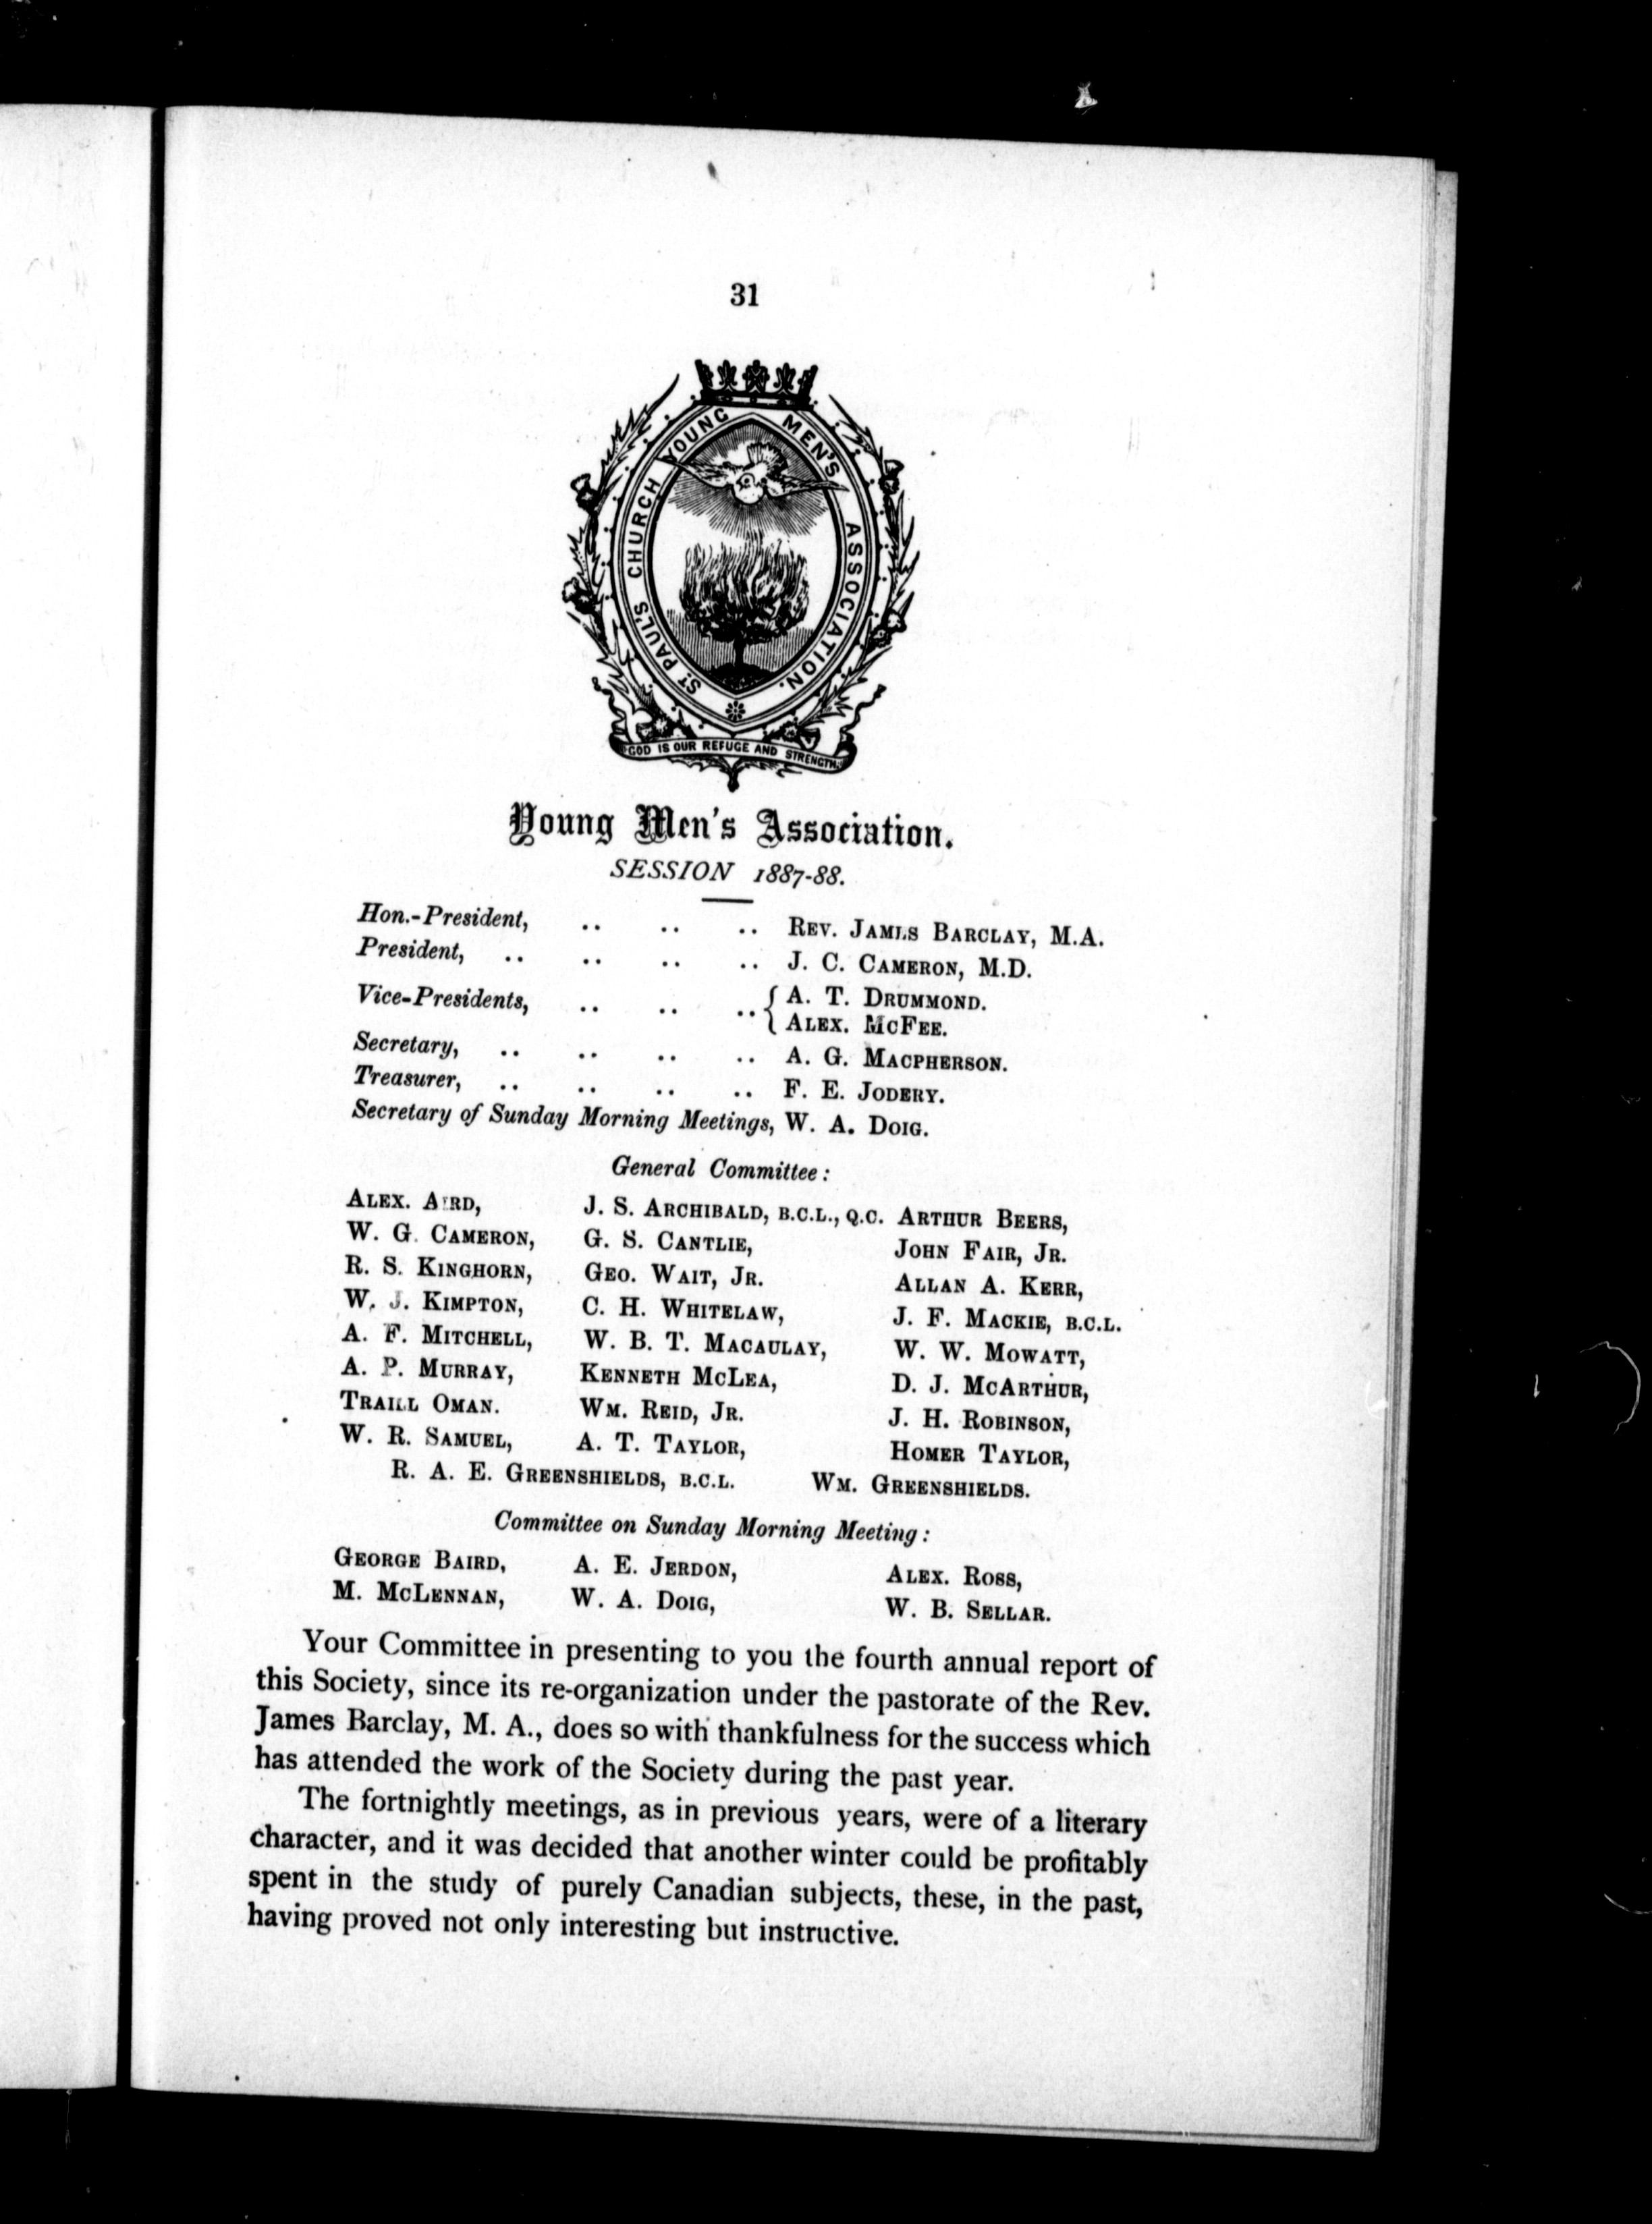 31
ST. PAUL'S CHURCH YOUNG MEN'S ASSOCIATION.
GOD IS OUR REFUGE AND STRENGTH.
Young Men's Association.
SESSION 1887-88.
Hon.-President, .. .. .. REV. JAMES BARCLAY, M.A.
President, .. .. .. .. J. C. CAMERON, M.D.
Vice-Presidents, .. .. .. { A. T. DRUMMOND.
ALEX. MCFEE.
Secretary, .. .. .. .. A. G. MACPHERSON.
Treasurer, .. .. .. .. F. E. JODERY.
Secretary of Sunday Morning Meetings, W. A. DOIG.
General Committee:
ALEX. AIRD, J. S. ARCHIBALD, B.C.L., Q.C. ARTHUR BEERS,
W. G. CAMERON, G. S. CANTLIE, JOHN FAIR, JR.
R. S. KINGHORN, GEO. WAIT, JR. ALLAN A. KERR,
W. J. KIMPTON, C. H. WHITELAW, J. F. MACKIE, B.C.L.
A. F. MITCHELL, W. B. T. MACAULAY, W. W. MOWATT,
A. P. MURRAY, KENNETH MCLEA, D. J. MCARTHUR,
TRAILL OMAN. WM. REID, JR. J. H. ROBINSON,
W. R. SAMUEL, A. T. TAYLOR, HOMER TAYLOR,
R. A. E. GREENSHIELDS, B.C.L. WM. GREENSHIELDS.
Committee on Sunday Morning Meeting:
GEORGE BAIRD, A. E. JERDON, ALEX. ROSS,
M. MCLENNAN, W. A. DOIG, W. B. SELLAR.
Your Committee in presenting to you the fourth annual report of
this Society, since its re-organization under the pastorate of the Rev.
James Barclay, M. A., does so with thankfulness for the success which
has attended the work of the Society during the past year.
The fortnightly meetings, as in previous years, were of a literary
character, and it was decided that another winter could be profitably
spent in the study of purely Canadian subjects, these, in the past,
having proved not only interesting but instructive.